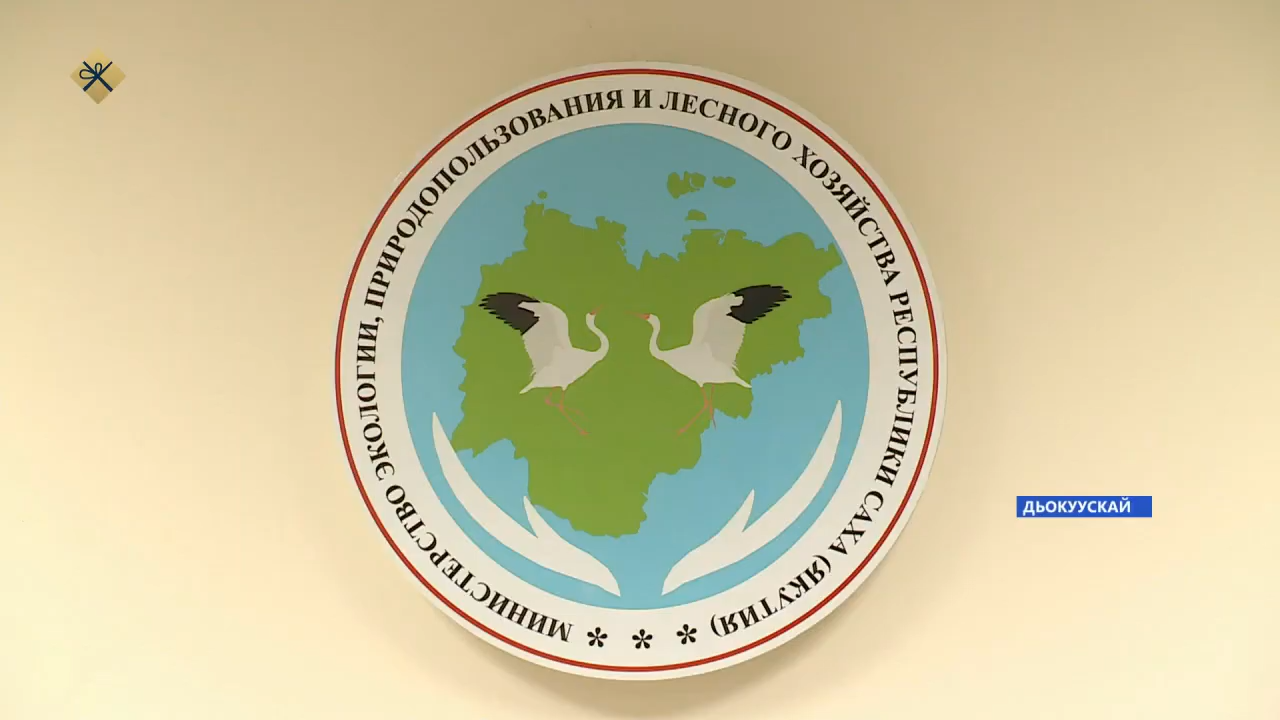 МИНИСТЕРСТВО ЭКОЛОГИИ, ПРИРОДОПОЛЬЗОВАНИЯ И ЛЕСНОГО ХОЗЯЙСТВА РЕСПУБЛИКИ САХА (ЯКУТИЯ)
* * *
ДЬОКУУСКАЙ